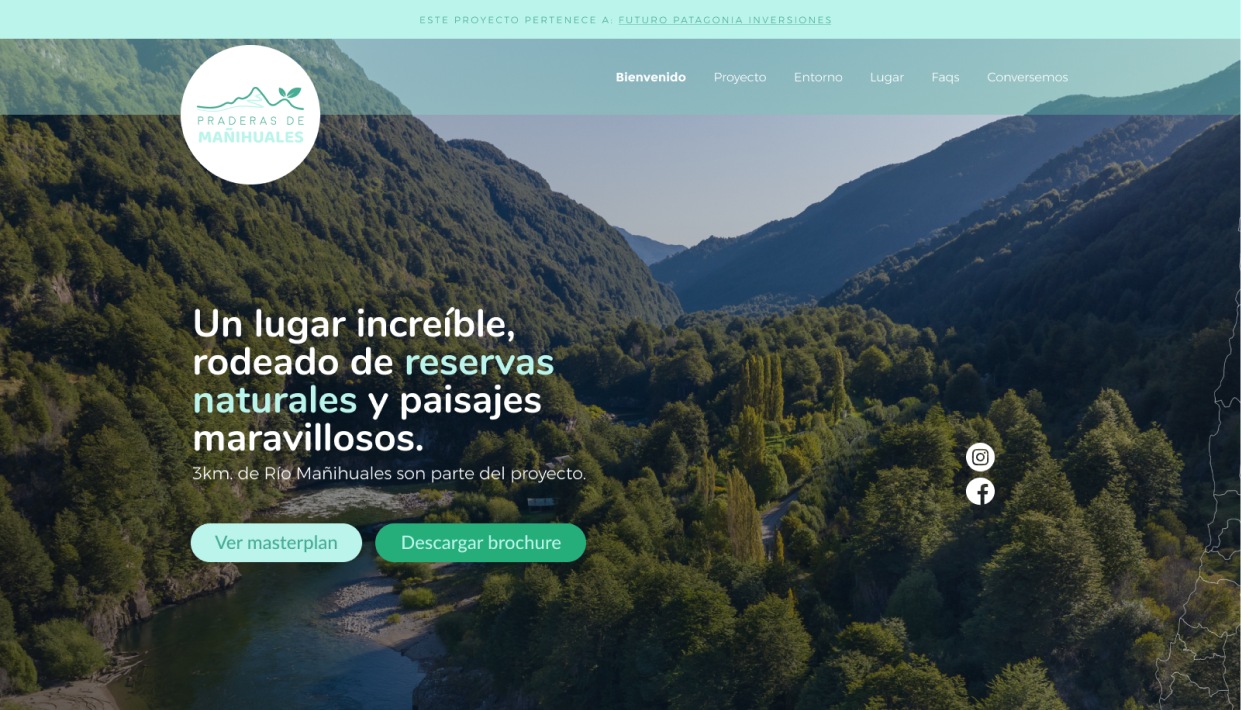 ESTE PROYECTO PERTENECE A: FUTURO PATAGONIA INVERSIONES
Bienvenido Proyecto Entorno Lugar Faqs Conversemos
PRADERAS DE
MAÑIHUALES
Un lugar increíble,
rodeado de reservas
naturales y paisajes
maravillosos.
3km. de Río Mañihuales son parte del proyecto.
Ver masterplan Descargar brochure